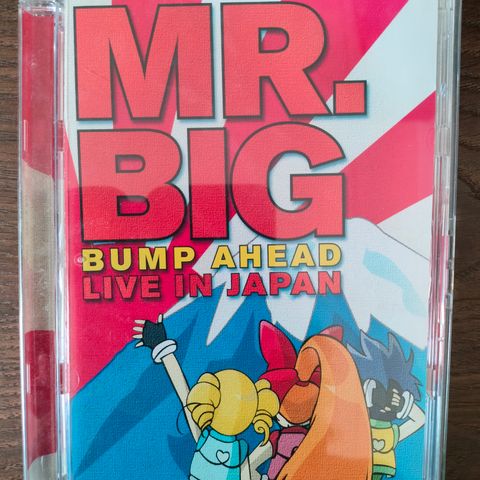 MR.
BIG
BUMP AHEAD
LIVE IN JAPAN